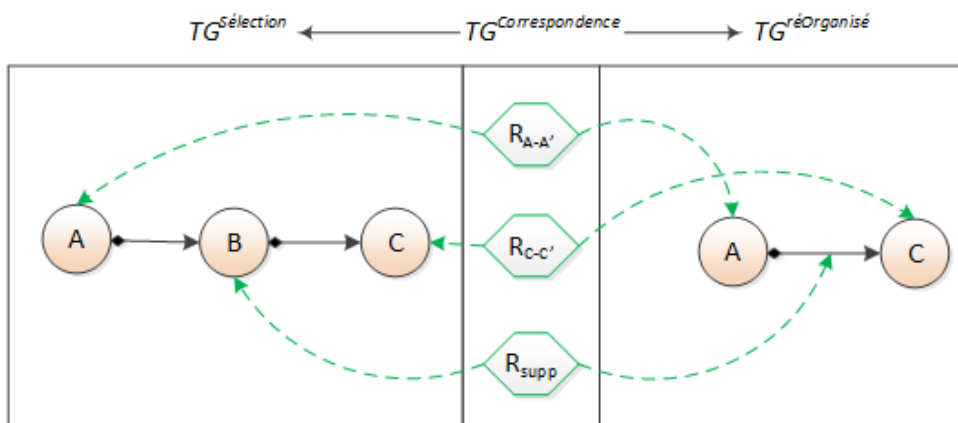 TG^Sélection TG^Correspondence TG^réOrganisé
R_A-A'
A B C R_C-C' A C
R_supp